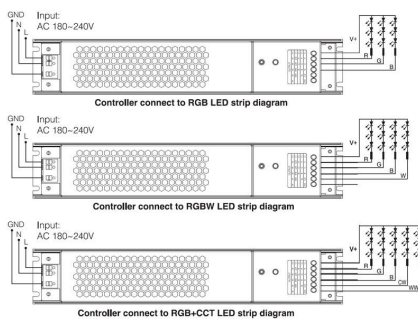 GND
N
L
Input:
AC 180~240V
V+
R
G
B
Controller connect to RGB LED strip diagram
GND
N
L
Input:
AC 180~240V
V+
R
G
B
W
Controller connect to RGBW LED strip diagram
GND
N
L
Input:
AC 180~240V
V+
R
G
B
CW
WW
Controller connect to RGB+CCT LED strip diagram